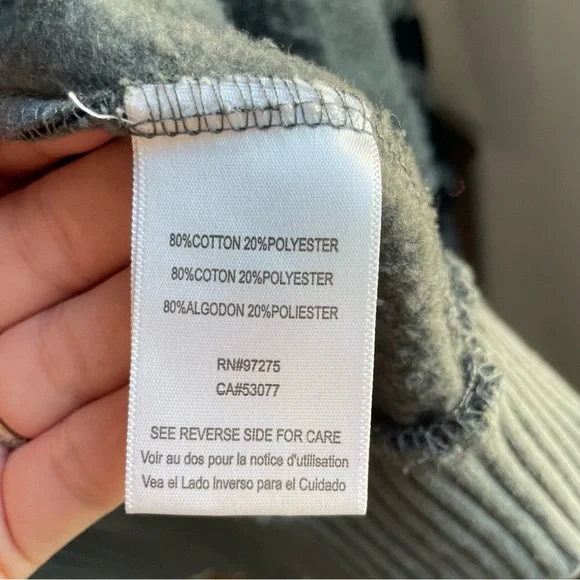 80%COTTON 20%POLYESTER
80%COTON 20%POLYESTER
80%ALGODON 20%POLIESTER
RN#97275
CA#53077
SEE REVERSE SIDE FOR CARE
Voir au dos pour la notice d'utilisation
Vea el Lado Inverso para el Cuidado